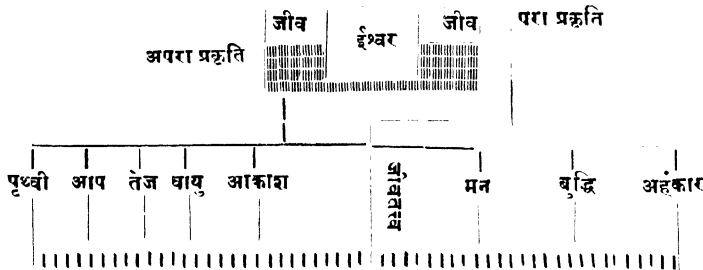 जीव ईश्वर जीव परा प्रकृति
अपरा प्रकृति
पृथ्वी आप तेज वायु आकाश जीवतत्त्व मन बुद्धि अहंकार